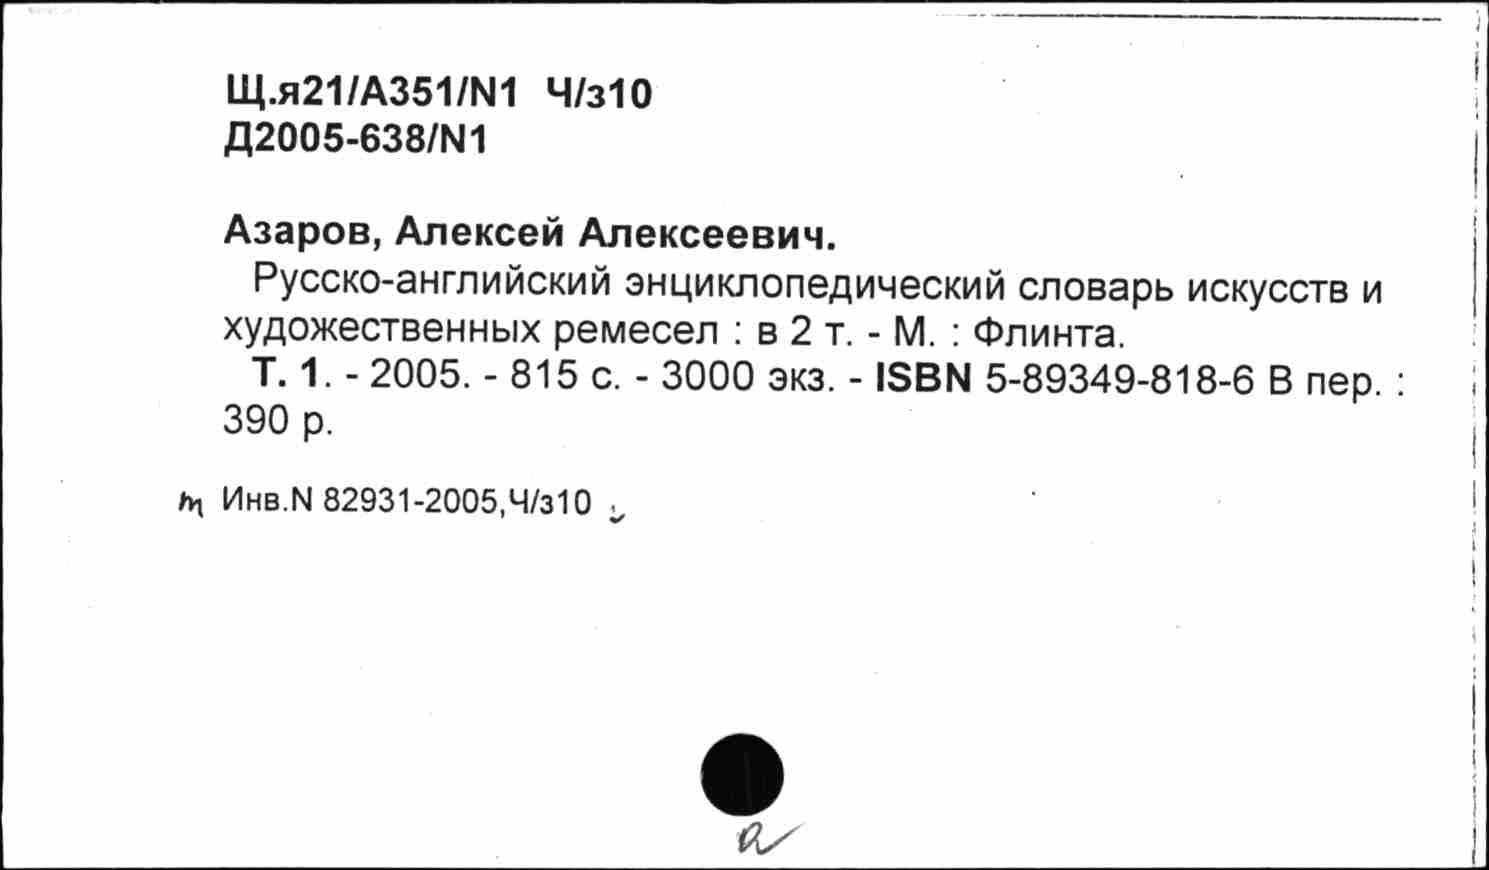 Щ.я21/А351/N1 Ч/з10
Д2005-638/N1
Азаров, Алексей Алексеевич.
Русско-английский энциклопедический словарь искусств и
художественных ремесел : в 2 т. - М. : Флинта.
Т. 1. - 2005. - 815 с. - 3000 экз. - ISBN 5-89349-818-6 В пер. :
390 р.
Инв.N 82931-2005,Ч/з10